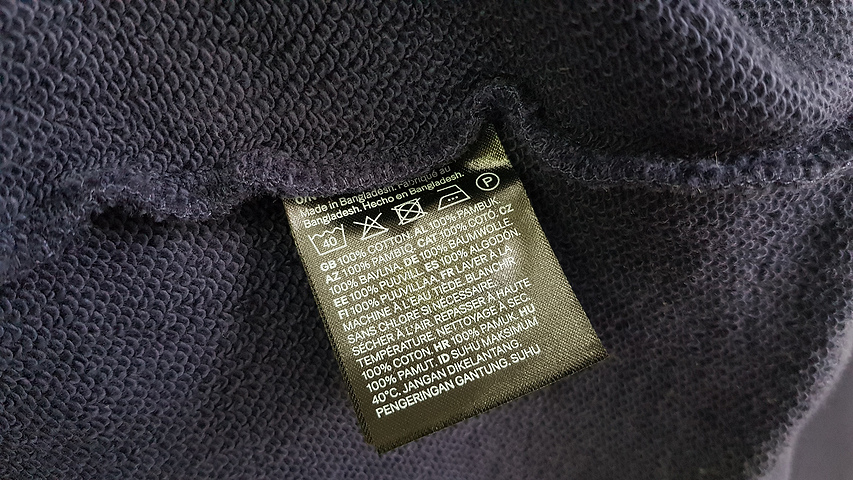 Made in Bangladesh. Fabriqué au
Bangladesh. Hecho en Bangladesh.
40 P
GB 100% COTTON. AL 100% PAMBUK
AZ 100% PAMBIQ. CAT 100% COTÓ. CZ
100% BAVLNA. DE 100% BAUMWOLLE
EE 100% PUUVILL. ES 100% ALGODÓN
FI 100% PUUVILLAA. FR LAVER À LA
MACHINE À L'EAU TIÈDE. BLANCHIR
SANS CHLORE SI NÉCESSAIRE.
SÉCHER À L'AIR. REPASSER À HAUTE
TEMPÉRATURE. NETTOYAGE À SEC.
100% COTON. HR 100% PAMUK. HU
100% PAMUT. ID SUHU MAKSIMUM
40°C. JANGAN DIKELANTANG.
PENGERINGAN GANTUNG. SUHU